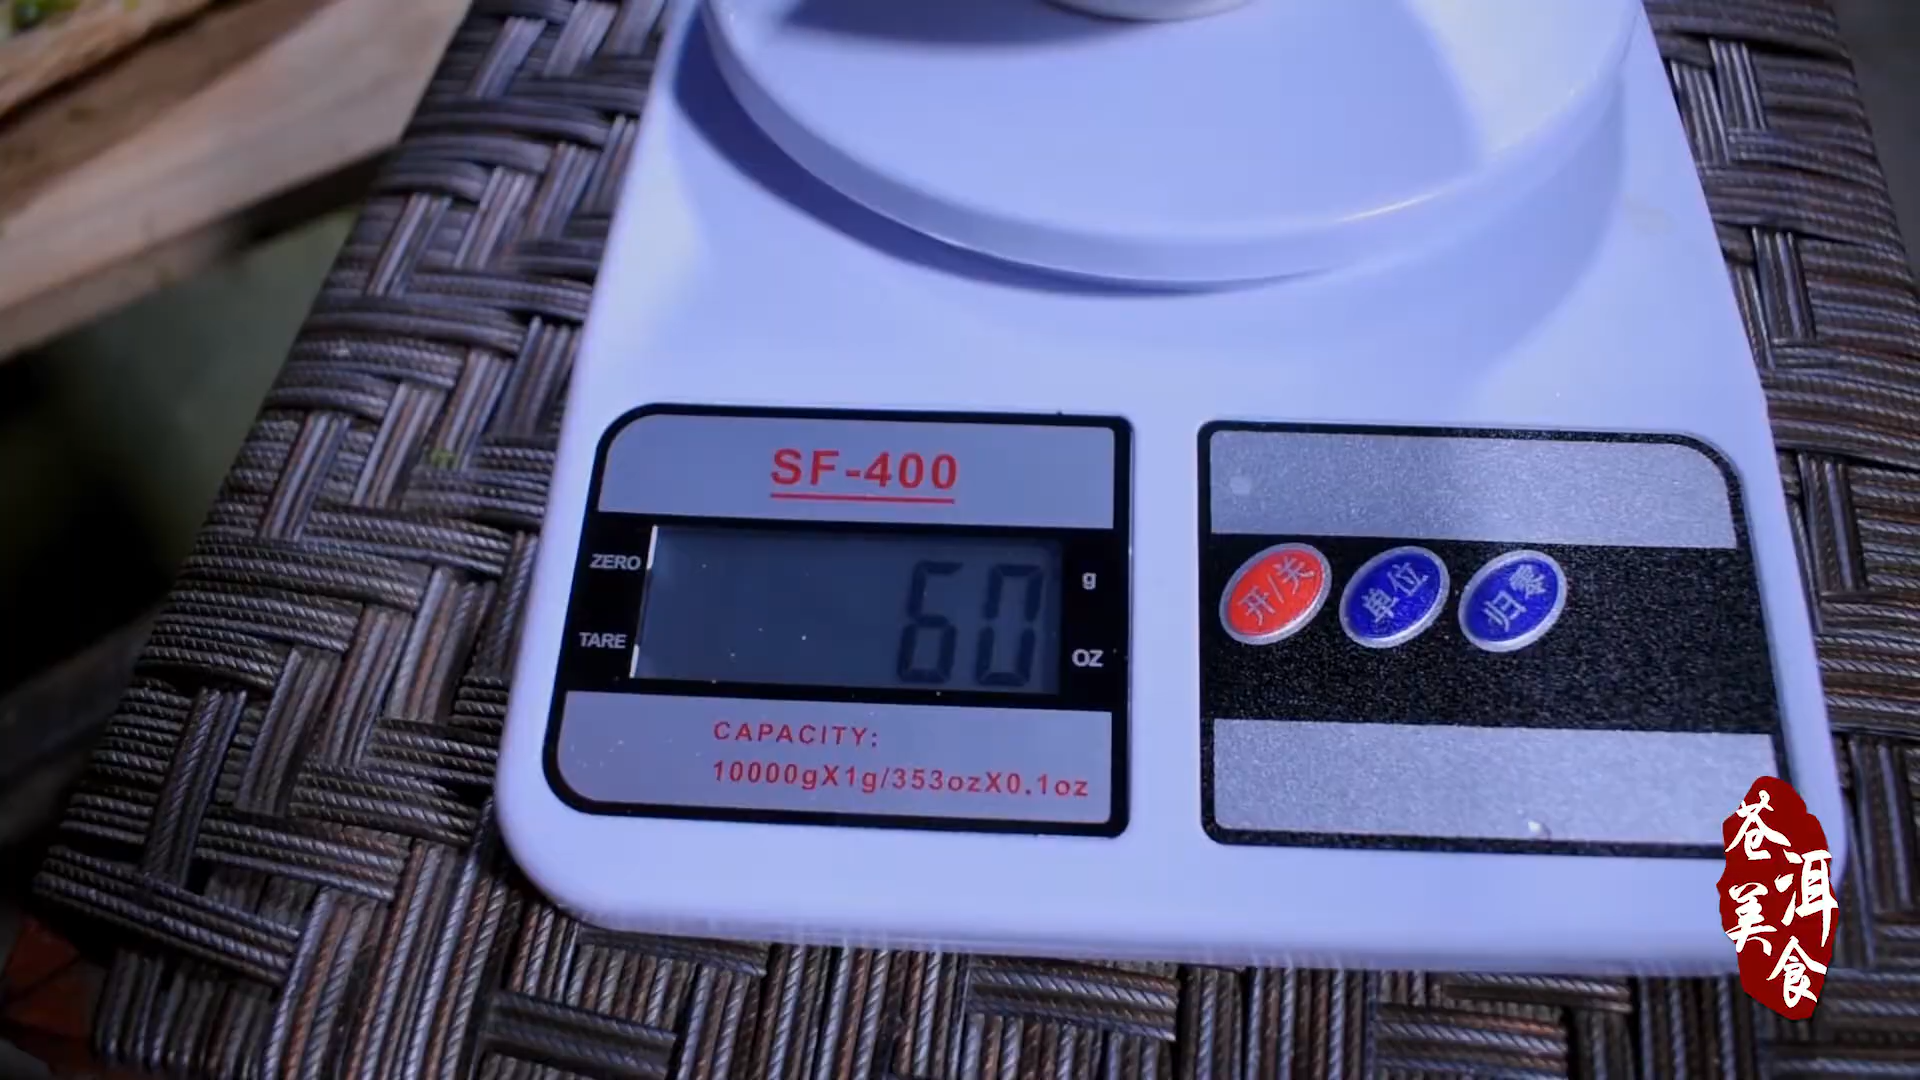 SF-400
ZERO
TARE
60
g
OZ
CAPACITY:
10000gX1g/353ozX0.1oz
开/关
单位
归零
苍洱美食